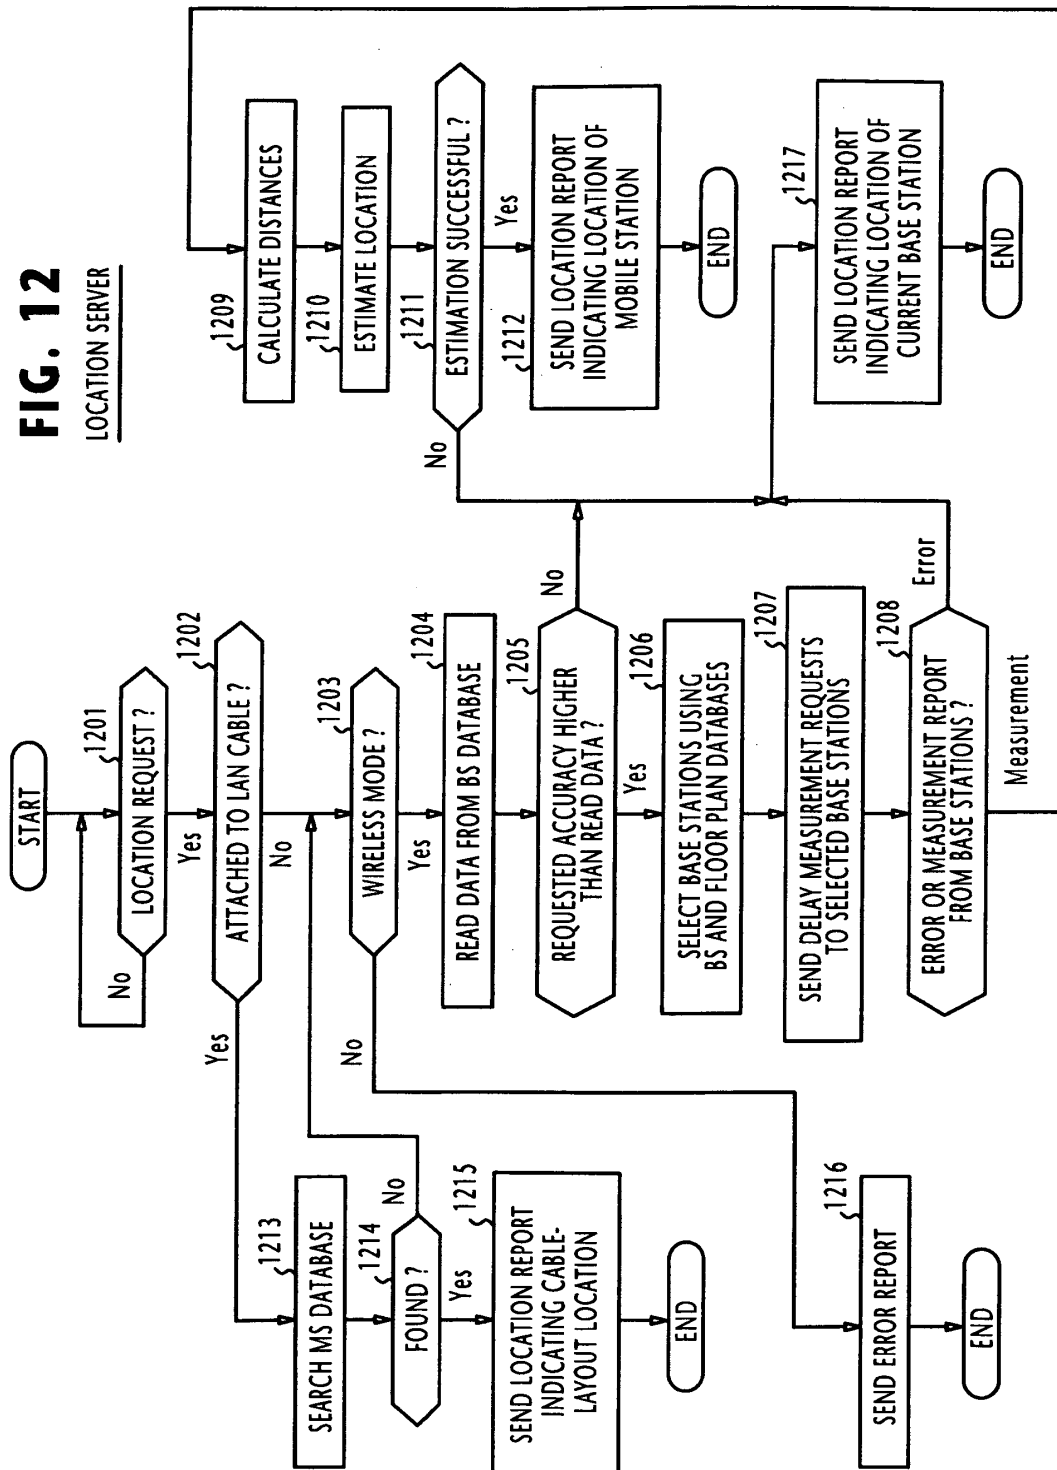 FIG. 12
LOCATION SERVER
START
1201
LOCATION REQUEST ?
No
Yes
1202
ATTACHED TO LAN CABLE ?
Yes
No
1203
WIRELESS MODE ?
No
Yes
1204
READ DATA FROM BS DATABASE
1205
REQUESTED ACCURACY HIGHER
THAN READ DATA ?
No
Yes
1206
SELECT BASE STATIONS USING
BS AND FLOOR PLAN DATABASES
1207
SEND DELAY MEASUREMENT REQUESTS
TO SELECTED BASE STATIONS
1208
ERROR OR MEASUREMENT REPORT
FROM BASE STATIONS ?
Error
Measurement
1209
CALCULATE DISTANCES
1210
ESTIMATE LOCATION
1211
ESTIMATION SUCCESSFUL ?
No
Yes
1212
SEND LOCATION REPORT
INDICATING LOCATION OF
MOBILE STATION
END
1213
SEARCH MS DATABASE
1214
FOUND ?
No
Yes
1215
SEND LOCATION REPORT
INDICATING CABLE-
LAYOUT LOCATION
END
1216
SEND ERROR REPORT
END
1217
SEND LOCATION REPORT
INDICATING LOCATION OF
CURRENT BASE STATION
END